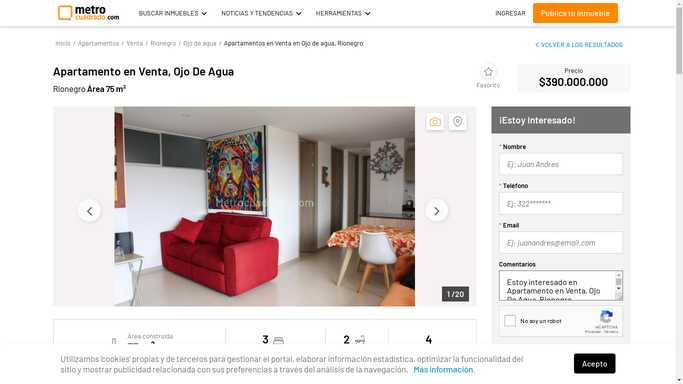 metro
cuadrado.com
BUSCAR INMUEBLES
NOTICIAS Y TENDENCIAS
HERRAMIENTAS
INGRESAR
Publica tu Inmueble
Inicio / Apartamentos / Venta / Rionegro / Ojo de agua / Apartamentos en Venta en Ojo de agua, Rionegro
VOLVER A LOS RESULTADOS
Apartamento en Venta, Ojo De Agua
Rionegro Área 75 m²
Favorito
Precio
$390.000.000
Metrocuadrado.com
1 / 20
¡Estoy Interesado!
* Nombre
Ej: Juan Andres
* Teléfono
Ej: 322*******
* Email
Ej: juanandres@email.com
Comentarios
Estoy interesado en
Apartamento en Venta, Ojo
De Agua, Rionegro
No soy un robot
reCAPTCHA
Privacidad - Términos
Área construida
3
2
4
Utilizamos 'cookies' propias y de terceros para gestionar el portal, elaborar información estadística, optimizar la funcionalidad del
sitio y mostrar publicidad relacionada con sus preferencias a través del análisis de la navegación. Más información.
Acepto